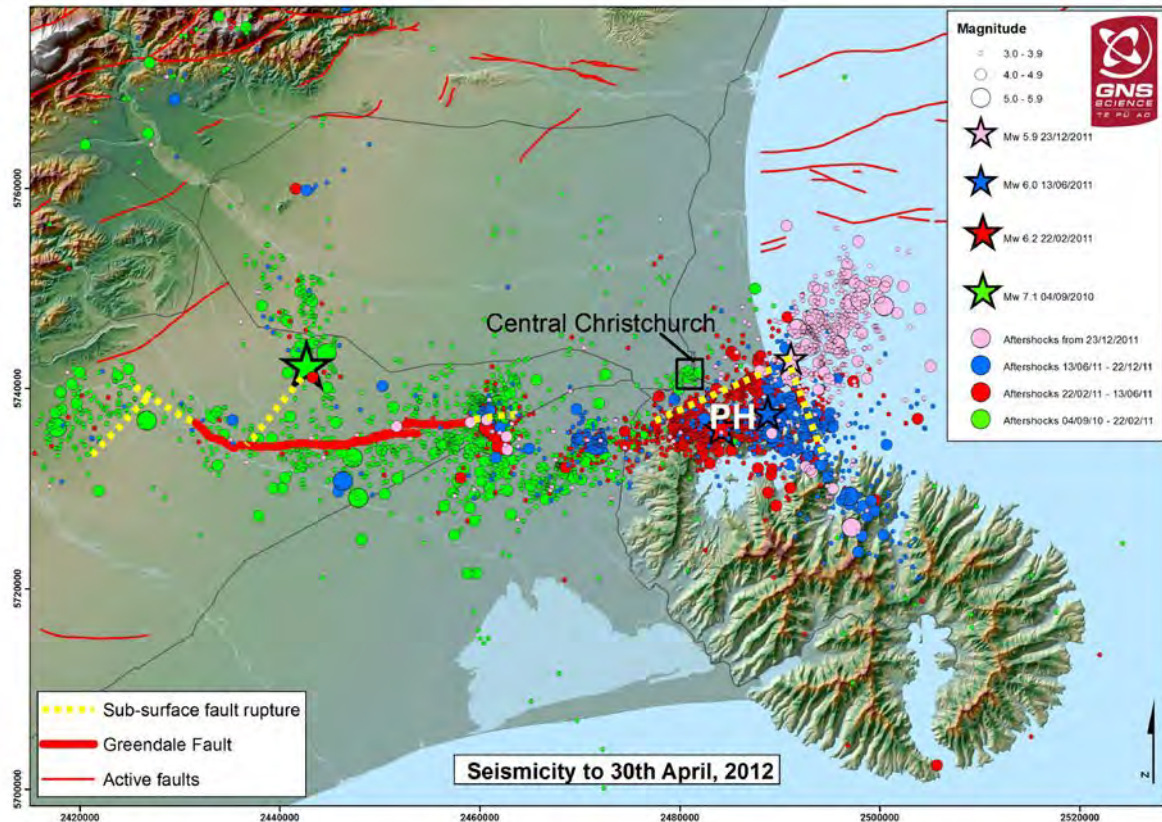 Magnitude
3.0 - 3.9
4.0 - 4.9
5.0 - 5.9
GNS
SCIENCE
TE PŪ AO
Mw 5.9 23/12/2011
Mw 6.0 13/06/2011
Mw 6.2 22/02/2011
Mw 7.1 04/09/2010
Aftershocks from 23/12/2011
Aftershocks 13/06/11 - 22/12/11
Aftershocks 22/02/11 - 13/06/11
Aftershocks 04/09/10 - 22/02/11
5760000
Central Christchurch
5740000
PH
5720000
Sub-surface fault rupture
Greendale Fault
Active faults
Seismicity to 30th April, 2012
N
5700000
2420000
2440000
2460000
2480000
2500000
2520000